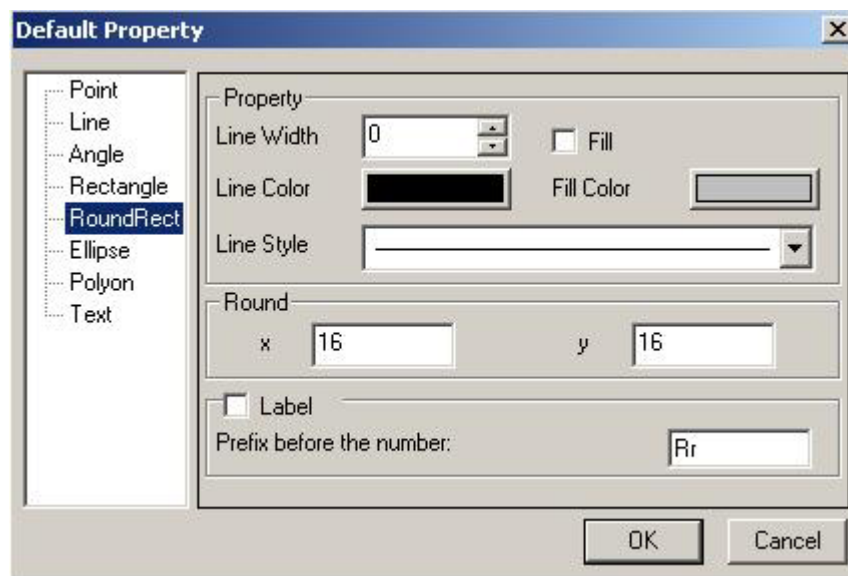 Default Property
Point
Line
Angle
Rectangle
RoundRect
Ellipse
Polyon
Text
Property
Line Width 0 Fill
Line Color Fill Color
Line Style
Round
x 16 y 16
Label
Prefix before the number: Rr
OK Cancel